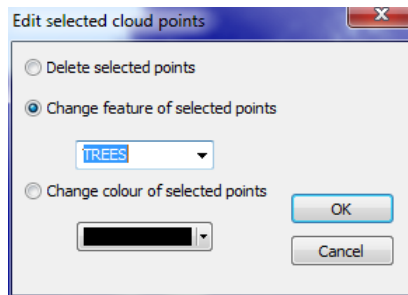 Edit selected cloud points
Delete selected points
Change feature of selected points
TREES
Change colour of selected points
OK
Cancel